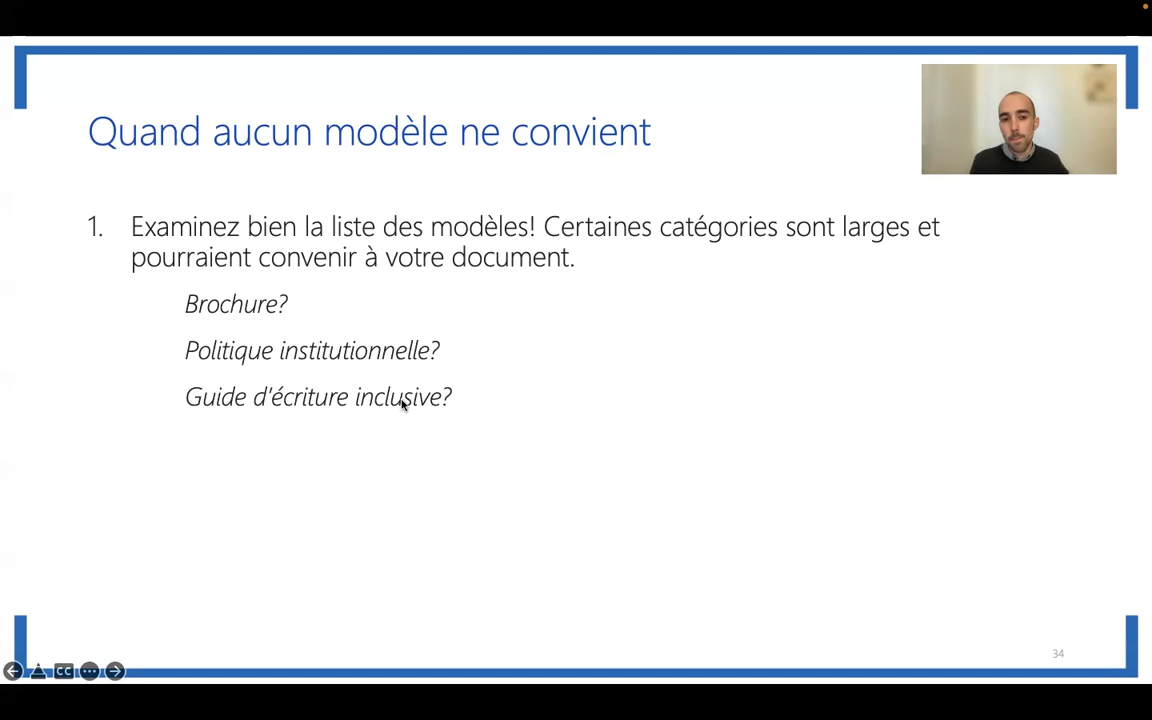 Quand aucun modèle ne convient
1. Examinez bien la liste des modèles! Certaines catégories sont larges et
pourraient convenir à votre document.
Brochure?
Politique institutionnelle?
Guide d'écriture inclusive?
34
CC